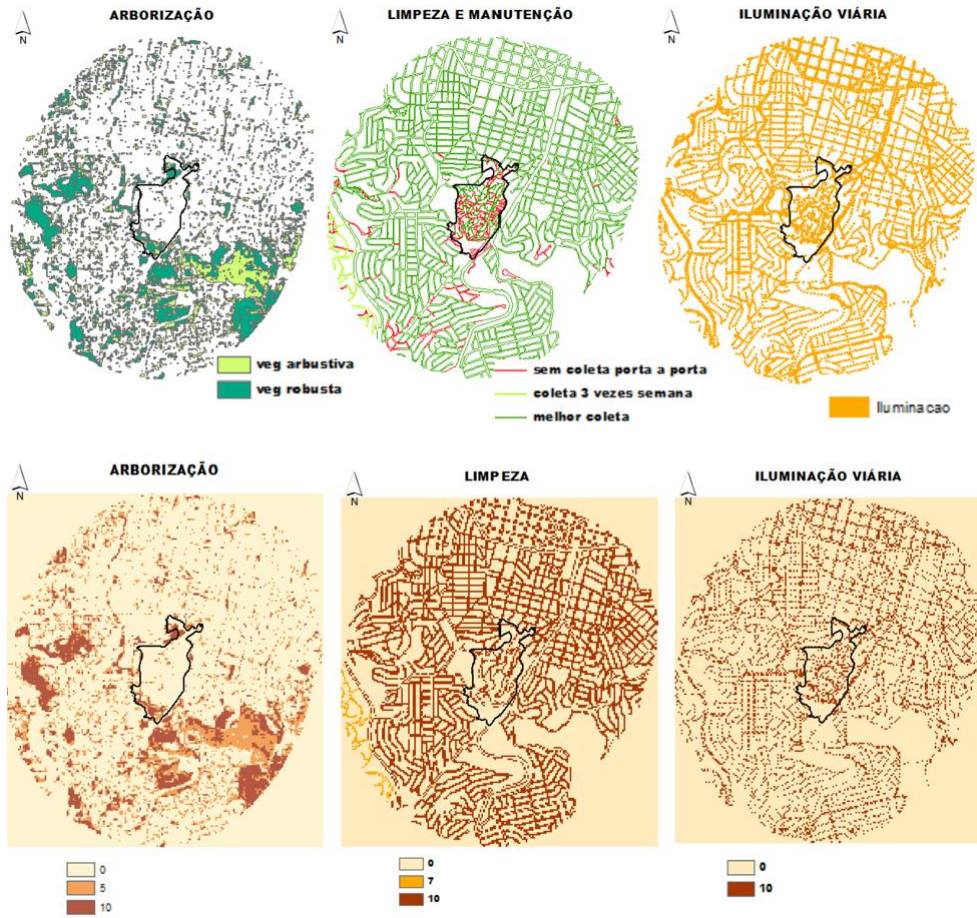 ARBORIZAÇÃO
LIMPEZA E MANUTENÇÃO
ILUMINAÇÃO VIÁRIA
N
N
N
veg arbustiva
veg robusta
sem coleta porta a porta
coleta 3 vezes semana
melhor coleta
Iluminacao
ARBORIZAÇÃO
LIMPEZA
ILUMINAÇÃO VIÁRIA
N
N
N
0
5
10
0
7
10
0
10